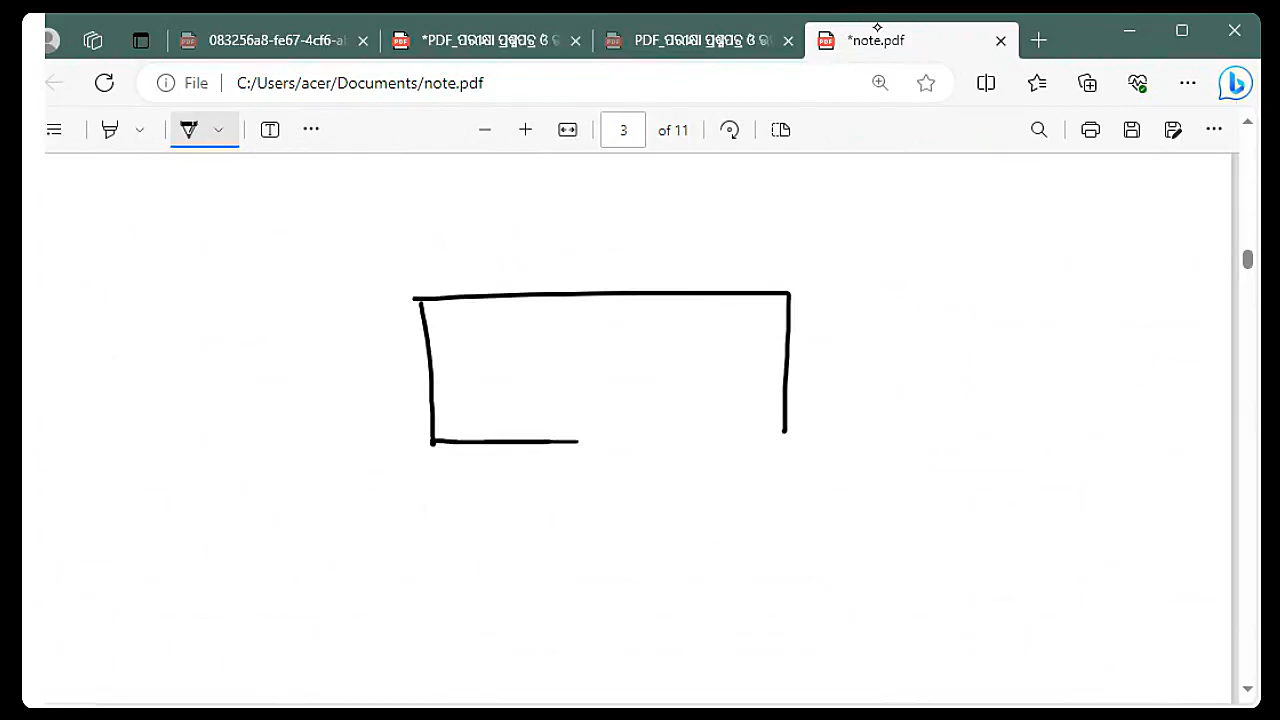 083256a8-fe67-4cf6-a
*PDF_ପରୀକ୍ଷା ପ୍ରଶ୍ନପତ୍ର ଓ
PDF_ପରୀକ୍ଷା ପ୍ରଶ୍ନପତ୍ର ଓ
*note.pdf
File
C:/Users/acer/Documents/note.pdf
3 of 11